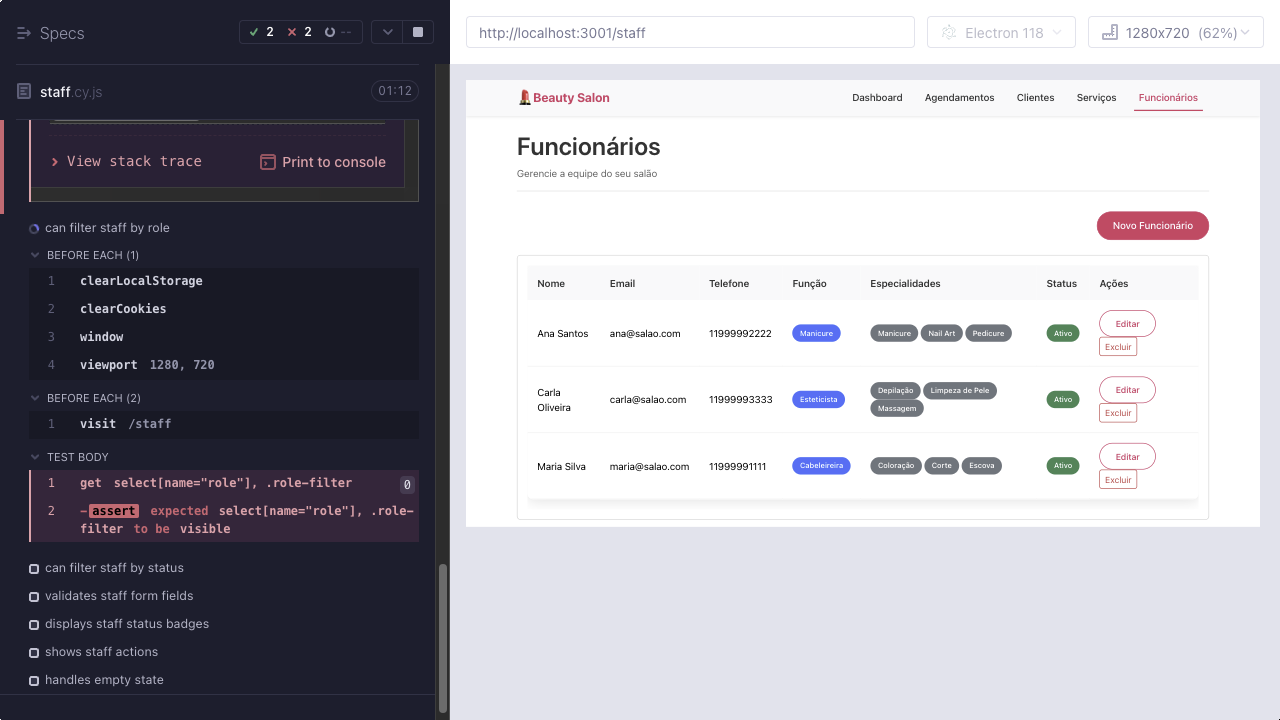 Specs
2
2
--
staff.cy.js
01:12
View stack trace
Print to console
can filter staff by role
BEFORE EACH (1)
1 clearLocalStorage
2 clearCookies
3 window
4 viewport 1280, 720
BEFORE EACH (2)
1 visit /staff
TEST BODY
1 get select[name="role"], .role-filter 0
2 -assert expected select[name="role"], .role-
filter to be visible
can filter staff by status
validates staff form fields
displays staff status badges
shows staff actions
handles empty state
http://localhost:3001/staff
Electron 118
1280x720 (62%)
Beauty Salon
Dashboard
Agendamentos
Clientes
Serviços
Funcionários
Funcionários
Gerencie a equipe do seu salão
Novo Funcionário
Nome Email Telefone Função Especialidades Status Ações
Ana Santos ana@salao.com 11999992222 Manicure Manicure Nail Art Pedicure Ativo Editar
Excluir
Carla
Oliveira
carla@salao.com 11999993333 Esteticista
Depilação Limpeza de Pele
Massagem
Ativo
Editar
Excluir
Maria Silva maria@salao.com 11999991111 Cabeleireira Coloração Corte Escova Ativo Editar
Excluir